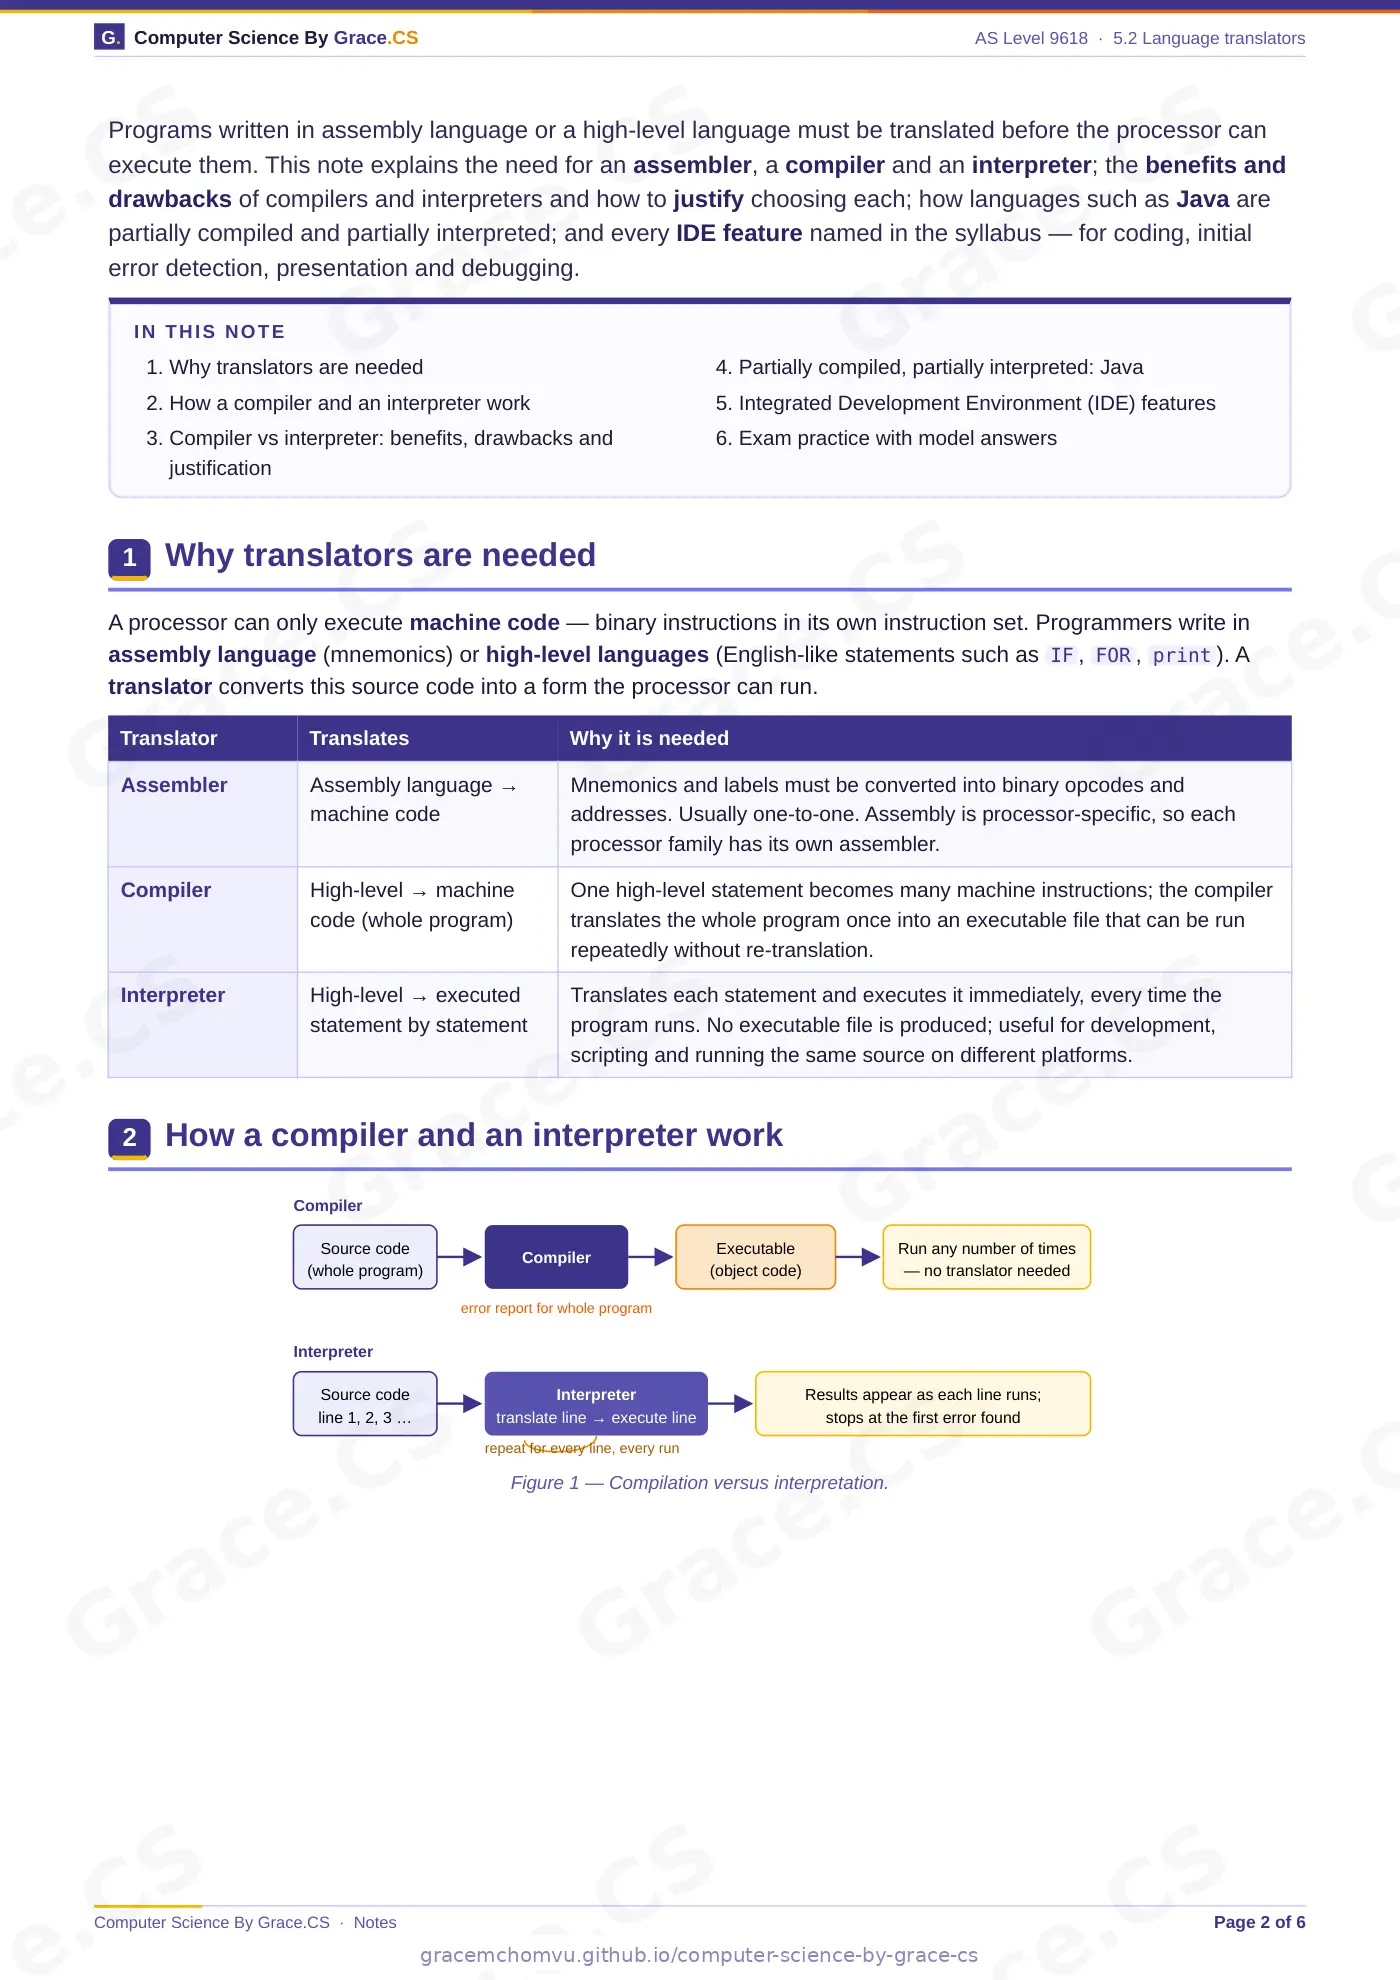 G. Computer Science By Grace.CS
AS Level 9618 · 5.2 Language translators
Programs written in assembly language or a high-level language must be translated before the processor can
execute them. This note explains the need for an assembler, a compiler and an interpreter; the benefits and
drawbacks of compilers and interpreters and how to justify choosing each; how languages such as Java are
partially compiled and partially interpreted; and every IDE feature named in the syllabus — for coding, initial
error detection, presentation and debugging.
IN THIS NOTE
1. Why translators are needed
2. How a compiler and an interpreter work
3. Compiler vs interpreter: benefits, drawbacks and
justification
4. Partially compiled, partially interpreted: Java
5. Integrated Development Environment (IDE) features
6. Exam practice with model answers
1 Why translators are needed
A processor can only execute machine code — binary instructions in its own instruction set. Programmers write in
assembly language (mnemonics) or high-level languages (English-like statements such as IF, FOR, print). A
translator converts this source code into a form the processor can run.
Translator
Translates
Why it is needed
Assembler
Assembly language →
machine code
Mnemonics and labels must be converted into binary opcodes and
addresses. Usually one-to-one. Assembly is processor-specific, so each
processor family has its own assembler.
Compiler
High-level → machine
code (whole program)
One high-level statement becomes many machine instructions; the compiler
translates the whole program once into an executable file that can be run
repeatedly without re-translation.
Interpreter
High-level → executed
statement by statement
Translates each statement and executes it immediately, every time the
program runs. No executable file is produced; useful for development,
scripting and running the same source on different platforms.
2 How a compiler and an interpreter work
Compiler
Source code
(whole program)
Compiler
Executable
(object code)
Run any number of times
— no translator needed
error report for whole program
Interpreter
Source code
line 1, 2, 3 …
Interpreter
translate line → execute line
Results appear as each line runs;
stops at the first error found
repeat for every line, every run
Figure 1 — Compilation versus interpretation.
Computer Science By Grace.CS · Notes
Page 2 of 6
gracemchomvu.github.io/computer-science-by-grace-cs